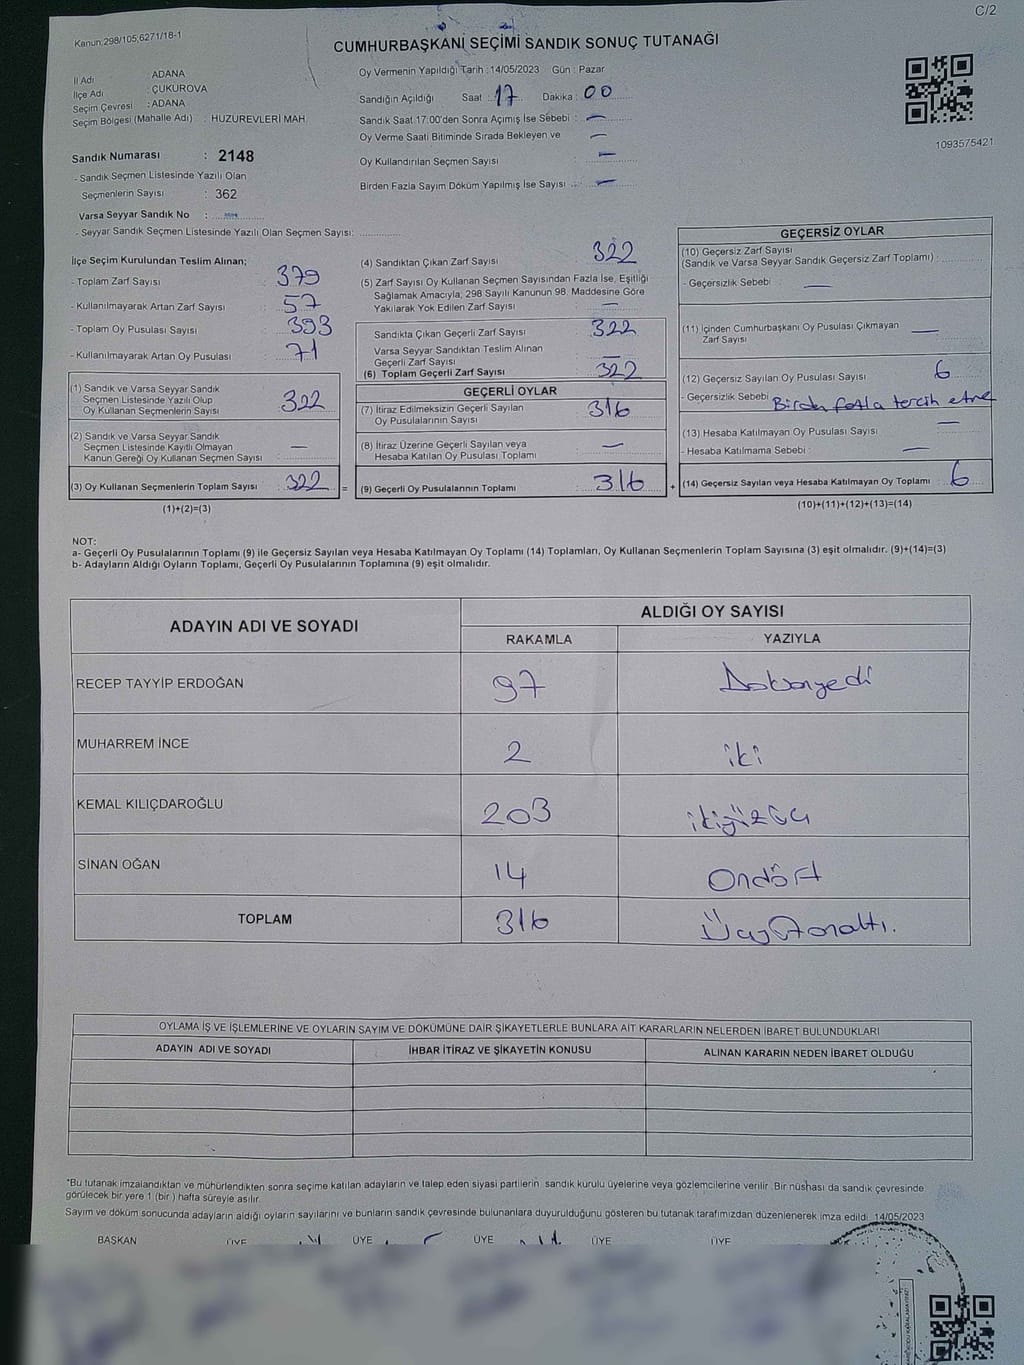 C/2
Kanun;298/105;6271/18-1
CUMHURBAŞKANI SEÇİMİ SANDIK SONUÇ TUTANAĞI
İl Adı : ADANA
İlçe Adı : ÇUKUROVA
Seçim Çevresi : ADANA
Seçim Bölgesi (Mahalle Adı) : HUZUREVLERİ MAH.
Sandık Numarası : 2148
- Sandık Seçmen Listesinde Yazılı Olan
Seçmenlerin Sayısı : 362
Varsa Seyyar Sandık No :
- Seyyar Sandık Seçmen Listesinde Yazılı Olan Seçmen Sayısı:
Oy Vermenin Yapıldığı Tarih :14/05/2023 Gün : Pazar
Sandığın Açıldığı Saat : 17 Dakika : 00
Sandık Saat 17:00'den Sonra Açımış İse Sebebi : —
Oy Verme Saati Bitiminde Sırada Bekleyen ve —
Oy Kullandırılan Seçmen Sayısı : —
Birden Fazla Sayım Döküm Yapılmış İse Sayısı : —
1093575421
İlçe Seçim Kurulundan Teslim Alınan;
- Toplam Zarf Sayısı : 379
- Kullanılmayarak Artan Zarf Sayısı : 57
- Toplam Oy Pusulası Sayısı : 393
- Kullanılmayarak Artan Oy Pusulası : 71
(1) Sandık ve Varsa Seyyar Sandık
Seçmen Listesinde Yazılı Olup
Oy Kullanan Seçmenlerin Sayısı : 322
(2) Sandık ve Varsa Seyyar Sandık
Seçmen Listesinde Kayıtlı Olmayan
Kanun Gereği Oy Kullanan Seçmen Sayısı : —
(3) Oy Kullanan Seçmenlerin Toplam Sayısı : 322 =
(1)+(2)=(3)
(4) Sandıktan Çıkan Zarf Sayısı : 322
(5) Zarf Sayısı Oy Kullanan Seçmen Sayısından Fazla İse, Eşitliği
Sağlamak Amacıyla, 298 Sayılı Kanunun 98. Maddesine Göre
Yakılarak Yok Edilen Zarf Sayısı : —
Sandıkta Çıkan Geçerli Zarf Sayısı : 322
Varsa Seyyar Sandıktan Teslim Alınan
Geçerli Zarf Sayısı : —
(6) Toplam Geçerli Zarf Sayısı : 322
GEÇERLİ OYLAR
(7) İtiraz Edilmeksizin Geçerli Sayılan
Oy Pusulalarının Sayısı : 316
(8) İtiraz Üzerine Geçerli Sayılan veya
Hesaba Katılan Oy Pusulası Toplamı : —
(9) Geçerli Oy Pusulalarının Toplamı : 316 +
GEÇERSİZ OYLAR
(10) Geçersiz Zarf Sayısı
(Sandık ve Varsa Seyyar Sandık Geçersiz Zarf Toplamı) :
- Geçersizlik Sebebi : —
(11) İçinden Cumhurbaşkanı Oy Pusulası Çıkmayan —
Zarf Sayısı
(12) Geçersiz Sayılan Oy Pusulası Sayısı : 6
- Geçersizlik Sebebi Birden fazla tercih etme
(13) Hesaba Katılmayan Oy Pusulası Sayısı : —
- Hesaba Katılmama Sebebi : —
(14) Geçersiz Sayılan veya Hesaba Katılmayan Oy Toplamı : 6
(10)+(11)+(12)+(13)=(14)
NOT:
a- Geçerli Oy Pusulalarının Toplamı (9) ile Geçersiz Sayılan veya Hesaba Katılmayan Oy Toplamı (14) Toplamları, Oy Kullanan Seçmenlerin Toplam Sayısına (3) eşit olmalıdır. (9)+(14)=(3)
b- Adayların Aldığı Oyların Toplamı, Geçerli Oy Pusulalarının Toplamına (9) eşit olmalıdır.
ADAYIN ADI VE SOYADI ALDIĞI OY SAYISI
RAKAMLA YAZIYLA
RECEP TAYYİP ERDOĞAN 97 Doksanyedi
MUHARREM İNCE 2 iki
KEMAL KILIÇDAROĞLU 203 ikiyüzüç
SİNAN OĞAN 14 Ondört
TOPLAM 316 Üçyüzonaltı.
OYLAMA İŞ VE İŞLEMLERİNE VE OYLARIN SAYIM VE DÖKÜMÜNE DAİR ŞİKAYETLERLE BUNLARA AİT KARARLARIN NELERDEN İBARET BULUNDUKLARI
ADAYIN ADI VE SOYADI İHBAR İTİRAZ VE ŞİKAYETİN KONUSU ALINAN KARARIN NEDEN İBARET OLDUĞU
*Bu tutanak imzalandıktan ve mühürlendikten sonra seçime katılan adayların ve talep eden siyasi partilerin sandık kurulu üyelerine veya gözlemcilerine verilir. Bir nüshası da sandık çevresinde
görülecek bir yere 1 (bir ) hafta süreyle asılır.
Sayım ve döküm sonucunda adayların aldığı oyların sayılarını ve bunların sandık çevresinde bulunanlara duyurulduğunu gösteren bu tutanak tarafımızdan düzenlenerek imza edildi. 14/05/2023
BAŞKAN ÜYE ÜYE ÜYE ÜYE ÜYE